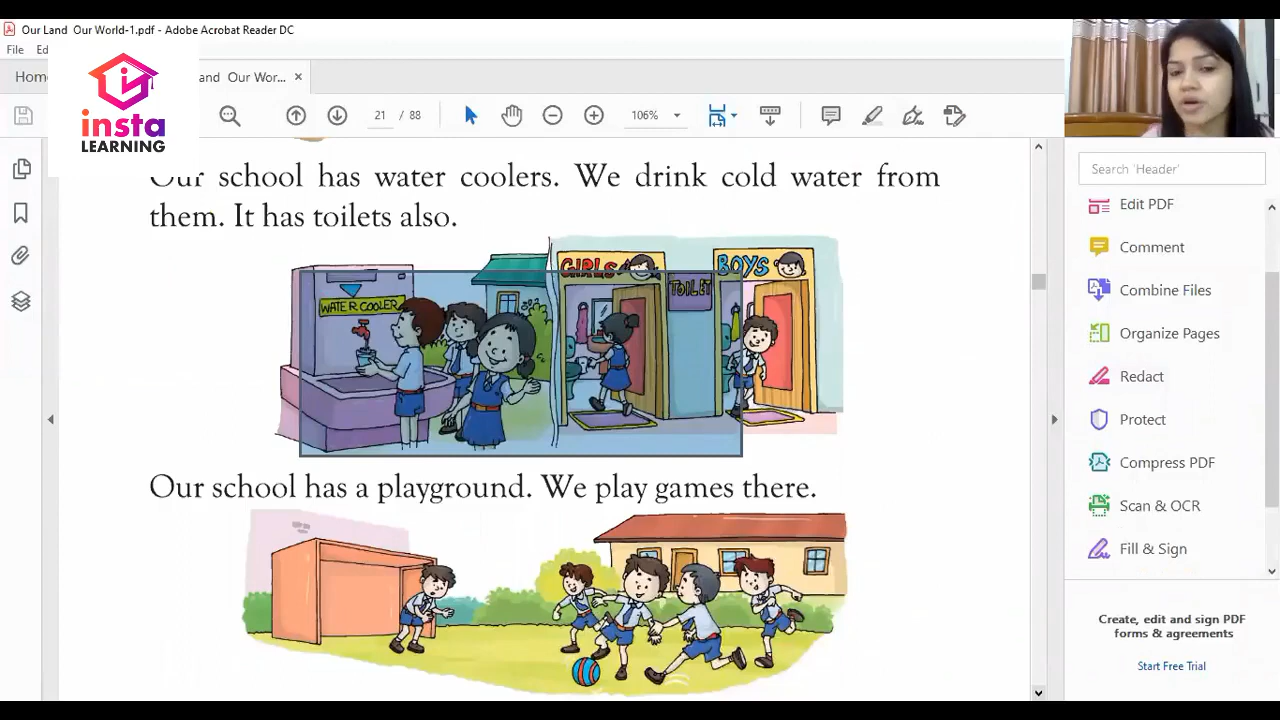 Our Land Our World-1.pdf - Adobe Acrobat Reader DC
File Ed
Home
and Our Wor... ×
insta
LEARNING
21 / 88
106%
Our school has water coolers. We drink cold water from
them. It has toilets also.
WATER COOLER
GIRLS
TOILET
BOYS
Our school has a playground. We play games there.
Search 'Header'
Edit PDF
Comment
Combine Files
Organize Pages
Redact
Protect
Compress PDF
Scan & OCR
Fill & Sign
Create, edit and sign PDF
forms & agreements
Start Free Trial